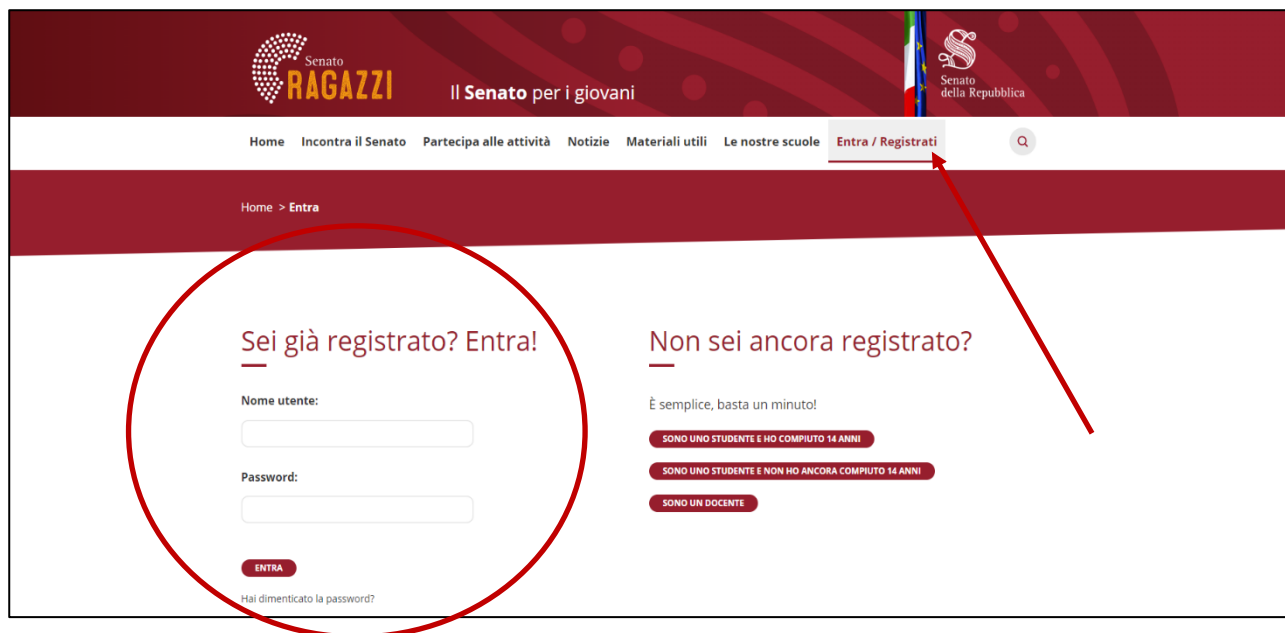 Senato
RAGAZZI
Il Senato per i giovani
Senato
della Repubblica
Home Incontra il Senato Partecipa alle attività Notizie Materiali utili Le nostre scuole Entra / Registrati
Home > Entra
Sei già registrato? Entra!
Nome utente:
Password:
ENTRA
Hai dimenticato la password?
Non sei ancora registrato?
È semplice, basta un minuto!
SONO UNO STUDENTE E HO COMPIUTO 14 ANNI
SONO UNO STUDENTE E NON HO ANCORA COMPIUTO 14 ANNI
SONO UN DOCENTE